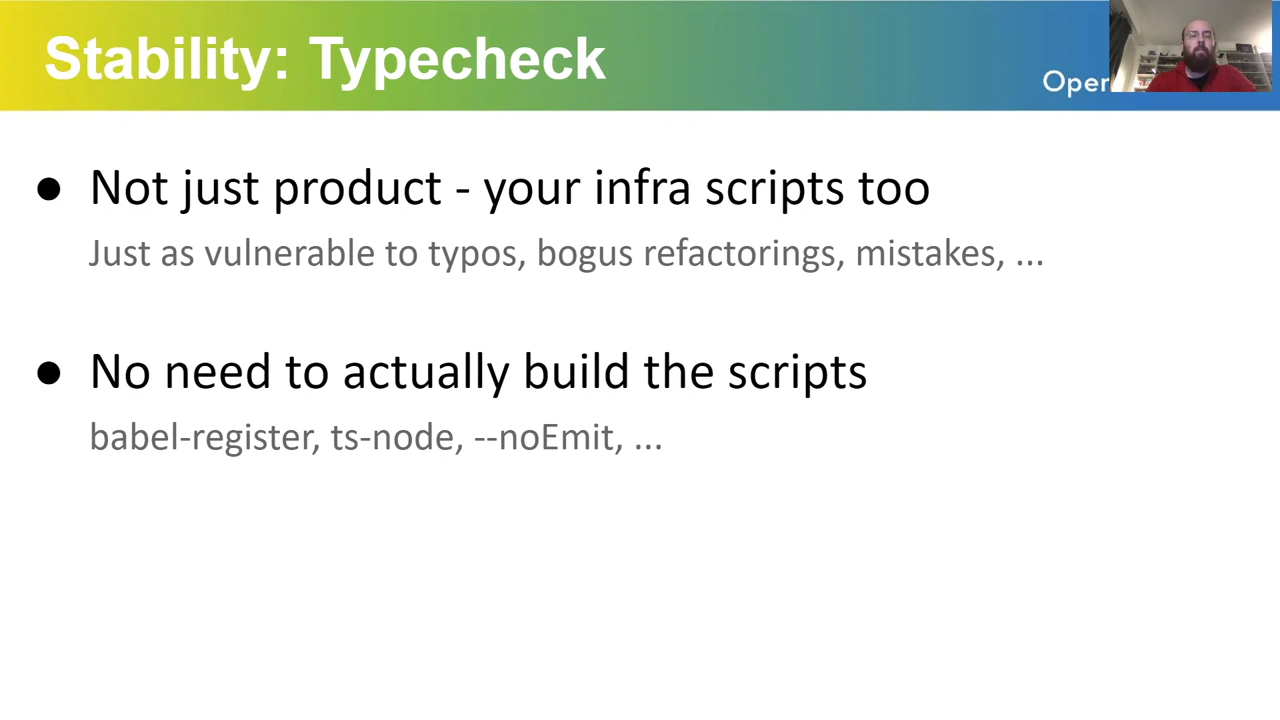 Stability: Typecheck
Oper
● Not just product - your infra scripts too
Just as vulnerable to typos, bogus refactorings, mistakes, ...
● No need to actually build the scripts
babel-register, ts-node, --noEmit, ...